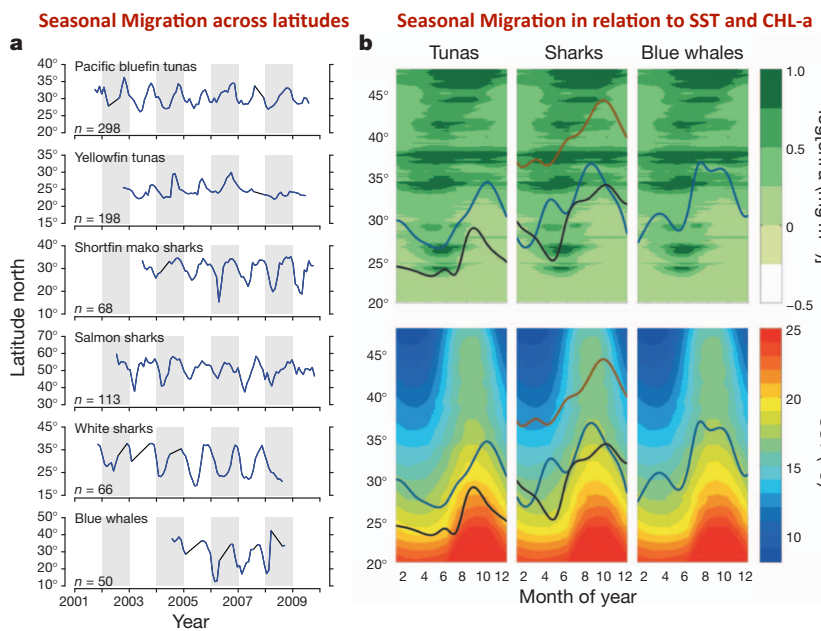 Seasonal Migration across latitudes
Seasonal Migration in relation to SST and CHL-a
a
b
Tunas
Sharks
Blue whales
Latitude north
40°
35°
30°
25°
20°
Pacific bluefin tunas
n = 298
35°
30°
25°
20°
15°
Yellowfin tunas
n = 198
40°
30°
20°
10°
Shortfin mako sharks
n = 68
70°
60°
50°
40°
30°
Salmon sharks
n = 113
45°
35°
25°
15°
White sharks
n = 66
50°
40°
30°
20°
10°
Blue whales
n = 50
2001
2003
2005
2007
2009
Year
45°
40°
35°
30°
25°
20°
1.0
0.5
0
−0.5
45°
40°
35°
30°
25°
20°
25
20
15
10
2 4 6 8 10 12
2 4 6 8 10 12
2 4 6 8 10 12
Month of year